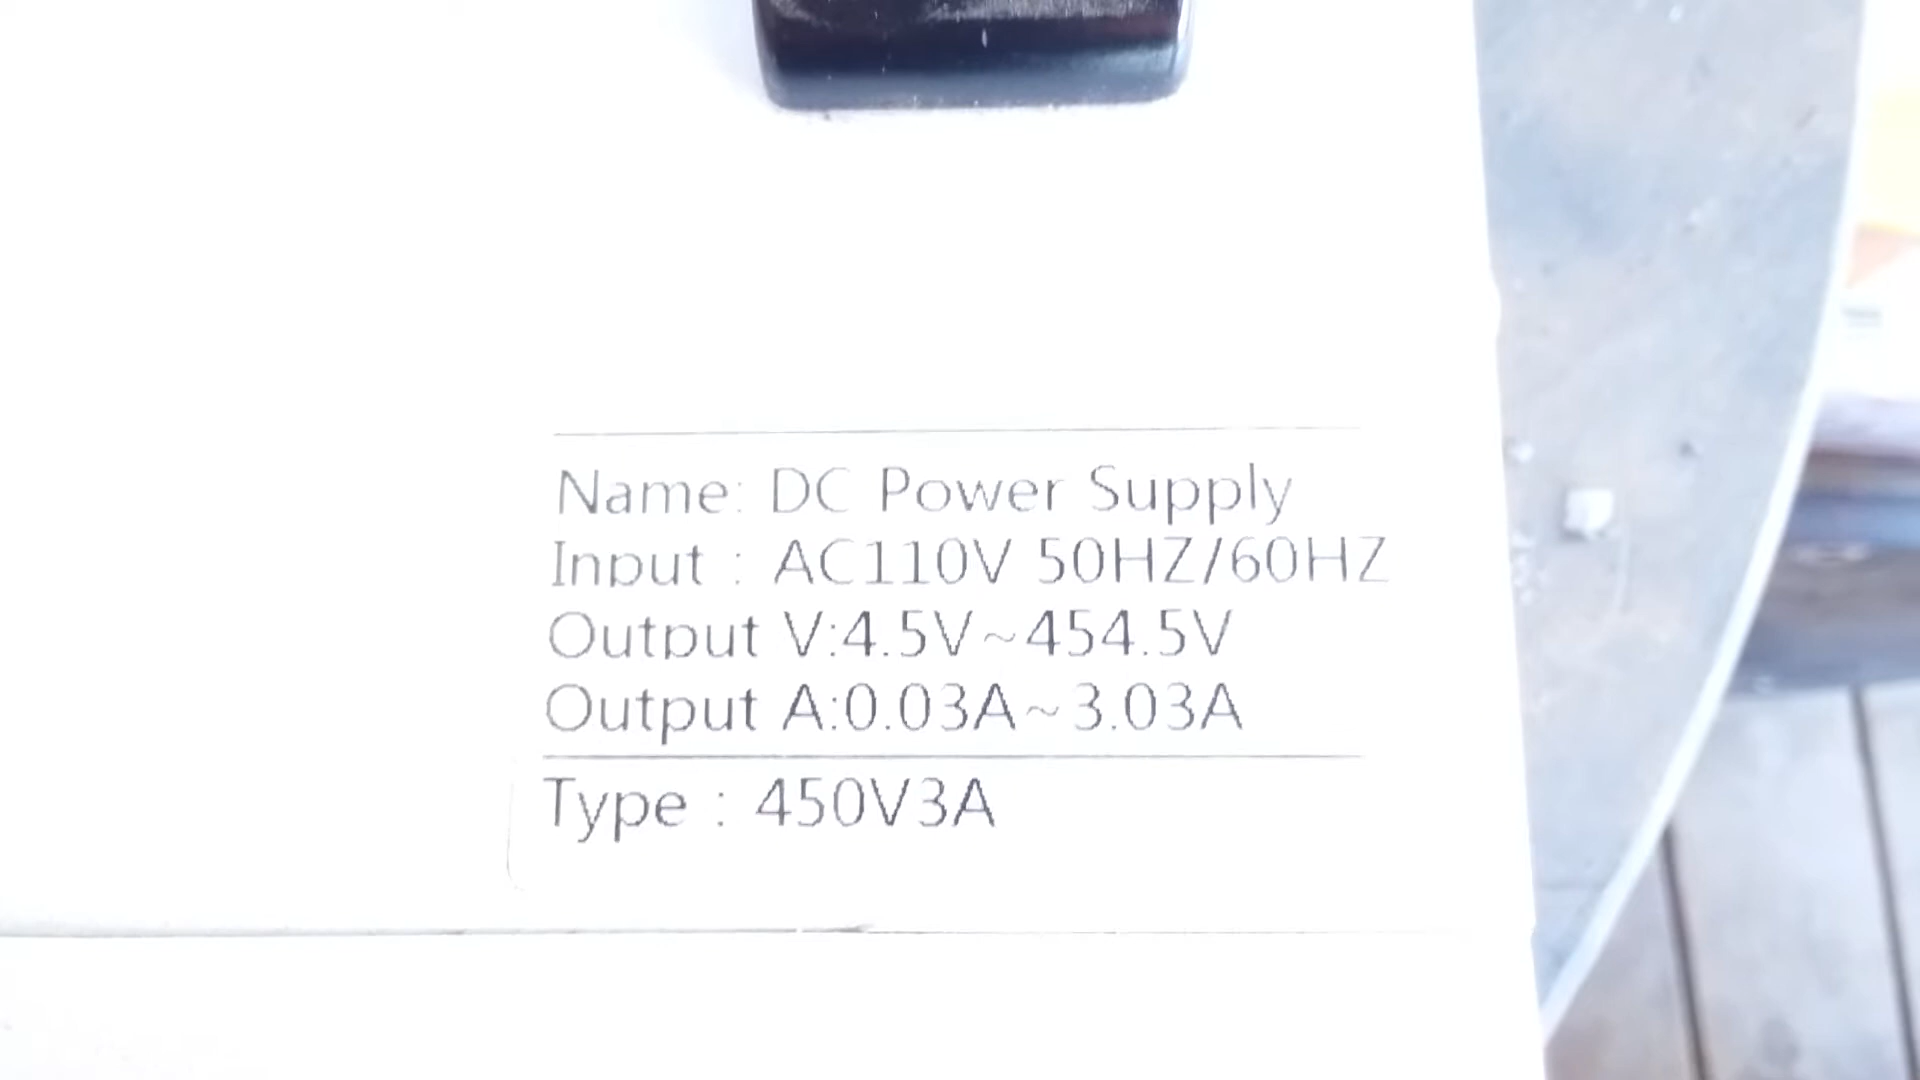 Name: DC Power Supply
Input : AC110V 50HZ/60HZ
Output V:4.5V~454.5V
Output A:0.03A~3.03A
Type : 450V3A